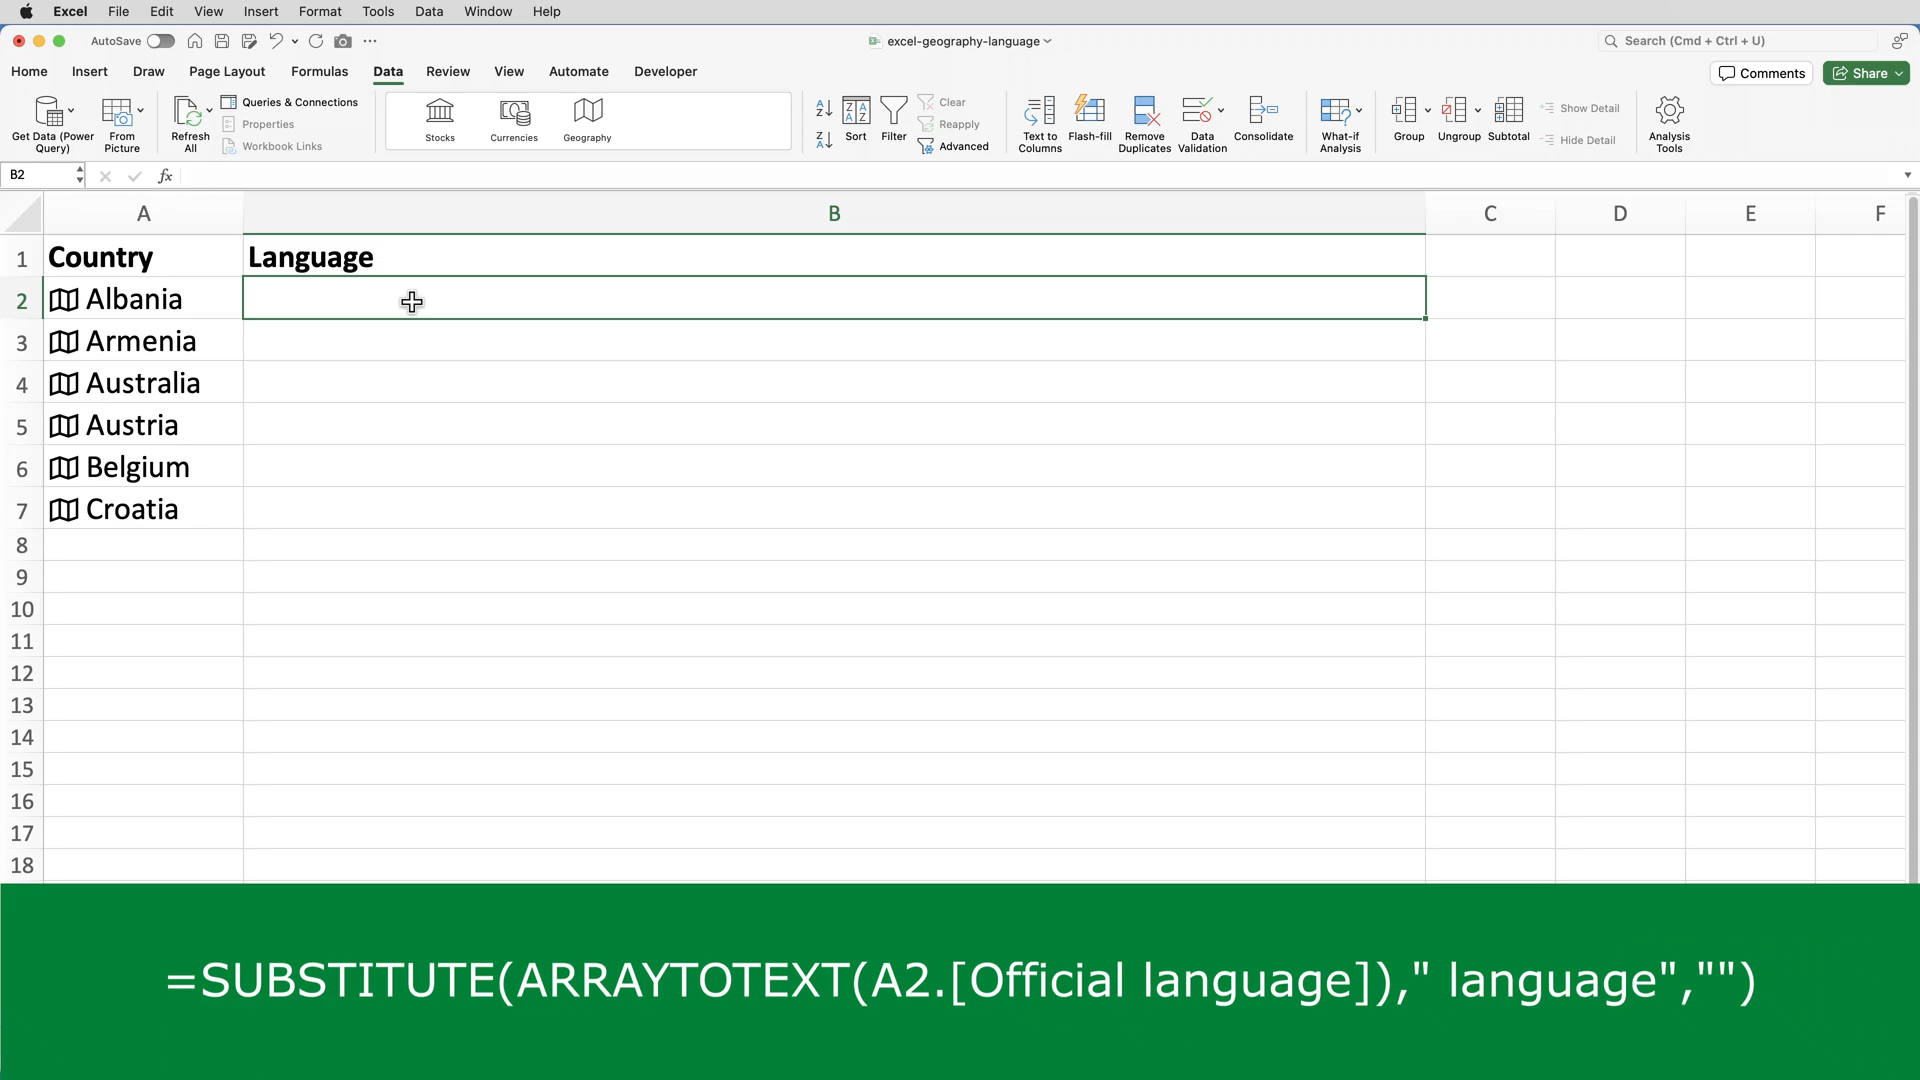 Excel File Edit View Insert Format Tools Data Window Help
AutoSave
excel-geography-language
Search (Cmd + Ctrl + U)
Home Insert Draw Page Layout Formulas Data Review View Automate Developer
Comments
Share
Get Data (Power Query)
From Picture
Refresh All
Queries & Connections
Properties
Workbook Links
Stocks
Currencies
Geography
Sort
Filter
Clear
Reapply
Advanced
Text to Columns
Flash-fill
Remove Duplicates
Data Validation
Consolidate
What-if Analysis
Group
Ungroup
Subtotal
Show Detail
Hide Detail
Analysis Tools
B2
fx
A B C D E F
1 Country Language
2 Albania
3 Armenia
4 Australia
5 Austria
6 Belgium
7 Croatia
8
9
10
11
12
13
14
15
16
17
18
=SUBSTITUTE(ARRAYTOTEXT(A2.[Official language])," language","")